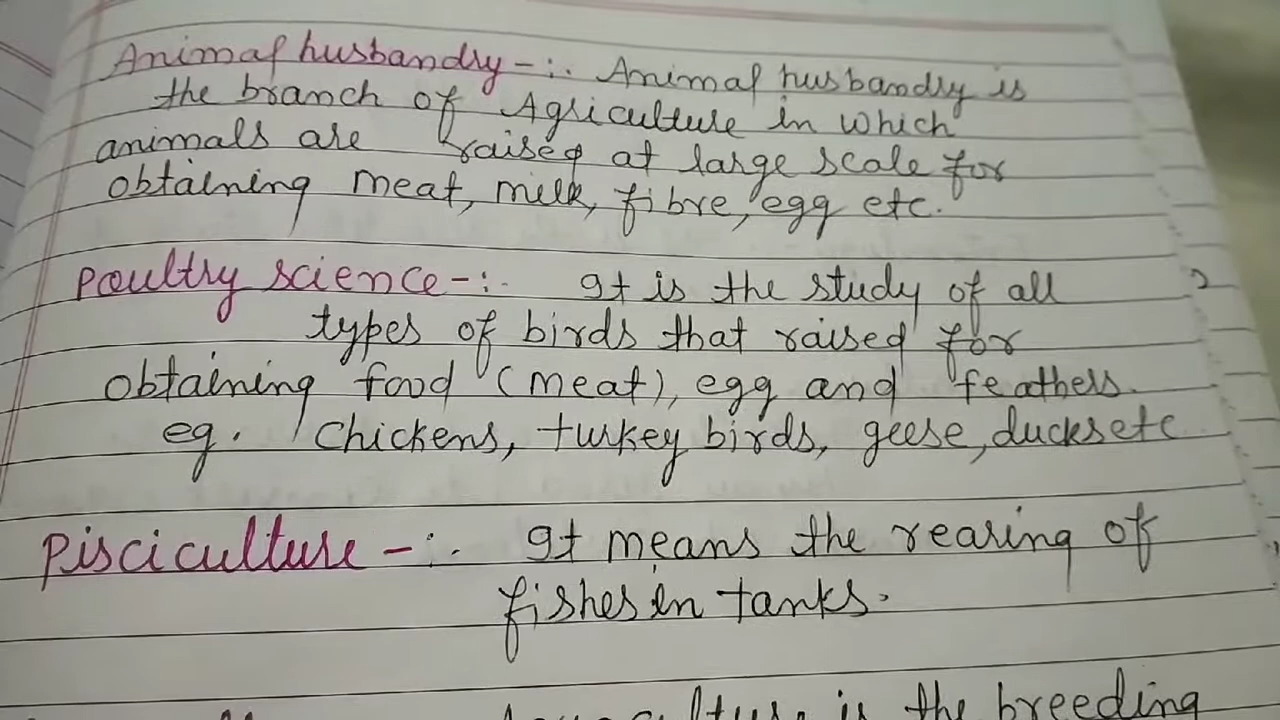 Animal husbandry -:. Animal husbandry is
the branch of Agriculture in which
animals are raised at large scale for
obtaining meat, milk, fibre, egg etc.
Poultry science -:. It is the study of all
types of birds that raised for
obtaining food (meat), egg and feathers.
eg. Chickens, turkey birds, geese, ducks etc
Pisciculture -:. It means the rearing of
fishes in tanks.
is the breeding